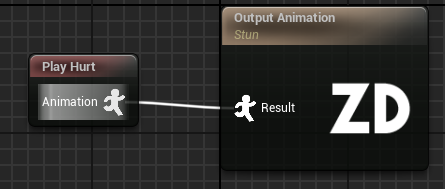 Play Hurt
Animation
Output Animation
Stun
Result
ZD